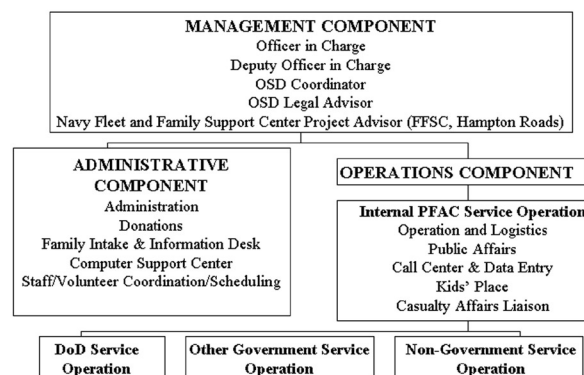 MANAGEMENT COMPONENT
Officer in Charge
Deputy Officer in Charge
OSD Coordinator
OSD Legal Advisor
Navy Fleet and Family Support Center Project Advisor (FFSC, Hampton Roads)
ADMINISTRATIVE
COMPONENT
Administration
Donations
Family Intake & Information Desk
Computer Support Center
Staff/Volunteer Coordination/Scheduling
OPERATIONS COMPONENT
Internal PFAC Service Operation
Operation and Logistics
Public Affairs
Call Center & Data Entry
Kids' Place
Casualty Affairs Liaison
DoD Service
Operation
Other Government Service
Operation
Non-Government Service
Operation